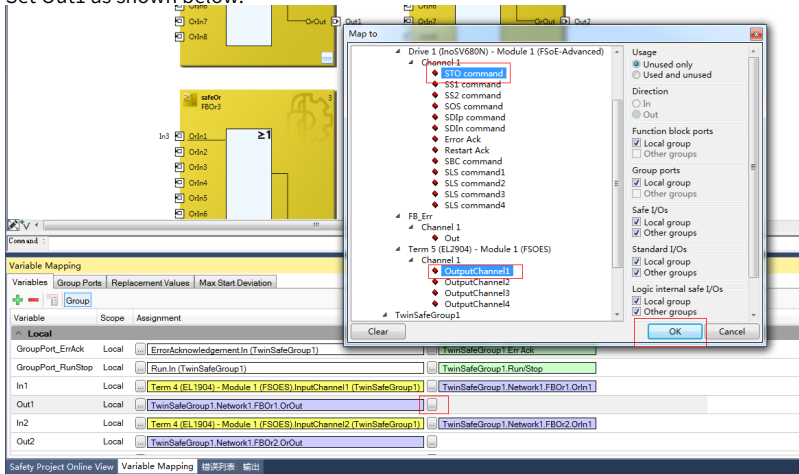 Set Out1 as shown below:
OrIn6
OrIn7
OrIn8
OrOut
Out1
OrIn6
OrIn7
OrOut
Out2
safeOr
FBOr3
3
In3
OrIn1
≥1
OrIn2
OrIn3
OrIn4
OrIn5
OrIn6
Command :
Map to
Drive 1 (InoSV680N) - Module 1 (FSoE-Advanced)
Channel 1
STO command
SS1 command
SS2 command
SOS command
SDIp command
SDIn command
Error Ack
Restart Ack
SBC command
SLS command1
SLS command2
SLS command3
SLS command4
FB_Err
Channel 1
Out
Term 5 (EL2904) - Module 1 (FSOES)
Channel 1
OutputChannel1
OutputChannel2
OutputChannel3
OutputChannel4
TwinSafeGroup1
Usage
Unused only
Used and unused
Direction
In
Out
Function block ports
Local group
Other groups
Group ports
Local group
Other groups
Safe I/Os
Local group
Other groups
Standard I/Os
Local group
Other groups
Logic internal safe I/Os
Local group
Other groups
Clear
OK
Cancel
Variable Mapping
Variables Group Ports Replacement Values Max Start Deviation
Group
Variable Scope Assignment
Local
GroupPort_ErrAck Local ... ErrorAcknowledgement.In (TwinSafeGroup1) ... TwinSafeGroup1.Err Ack
GroupPort_RunStop Local ... Run.In (TwinSafeGroup1) ... TwinSafeGroup1.Run/Stop
In1 Local ... Term 4 (EL1904) - Module 1 (FSOES).InputChannel1 (TwinSafeGroup1) ... TwinSafeGroup1.Network1.FBOr1.OrIn1
Out1 Local ... TwinSafeGroup1.Network1.FBOr1.OrOut ...
In2 Local ... Term 4 (EL1904) - Module 1 (FSOES).InputChannel2 (TwinSafeGroup1) ... TwinSafeGroup1.Network1.FBOr2.OrIn1
Out2 Local ... TwinSafeGroup1.Network1.FBOr2.OrOut ...
Safety Project Online View Variable Mapping 错误列表 输出